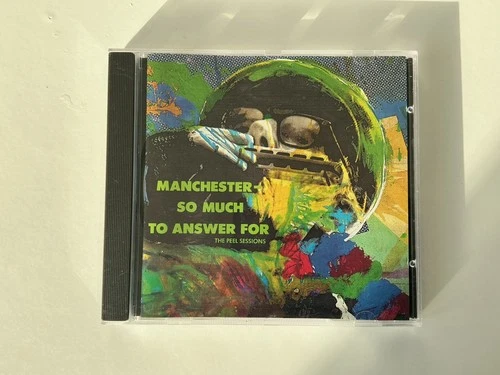 MANCHESTER
SO MUCH
TO ANSWER FOR
THE PEEL SESSIONS